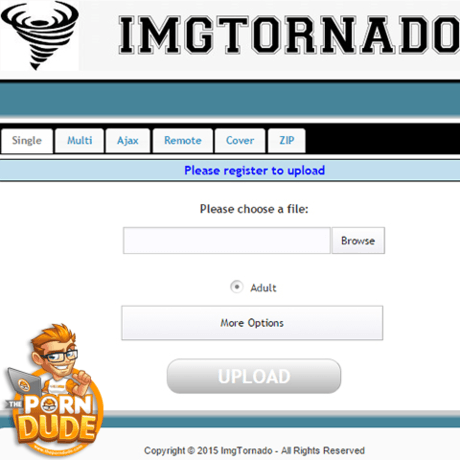 IMGTORNADO
Single Multi Ajax Remote Cover ZIP
Please register to upload
Please choose a file:
Browse
Adult
More Options
UPLOAD
THE PORN
DUDE
Copyright © 2015 ImgTornado - All Rights Reserved